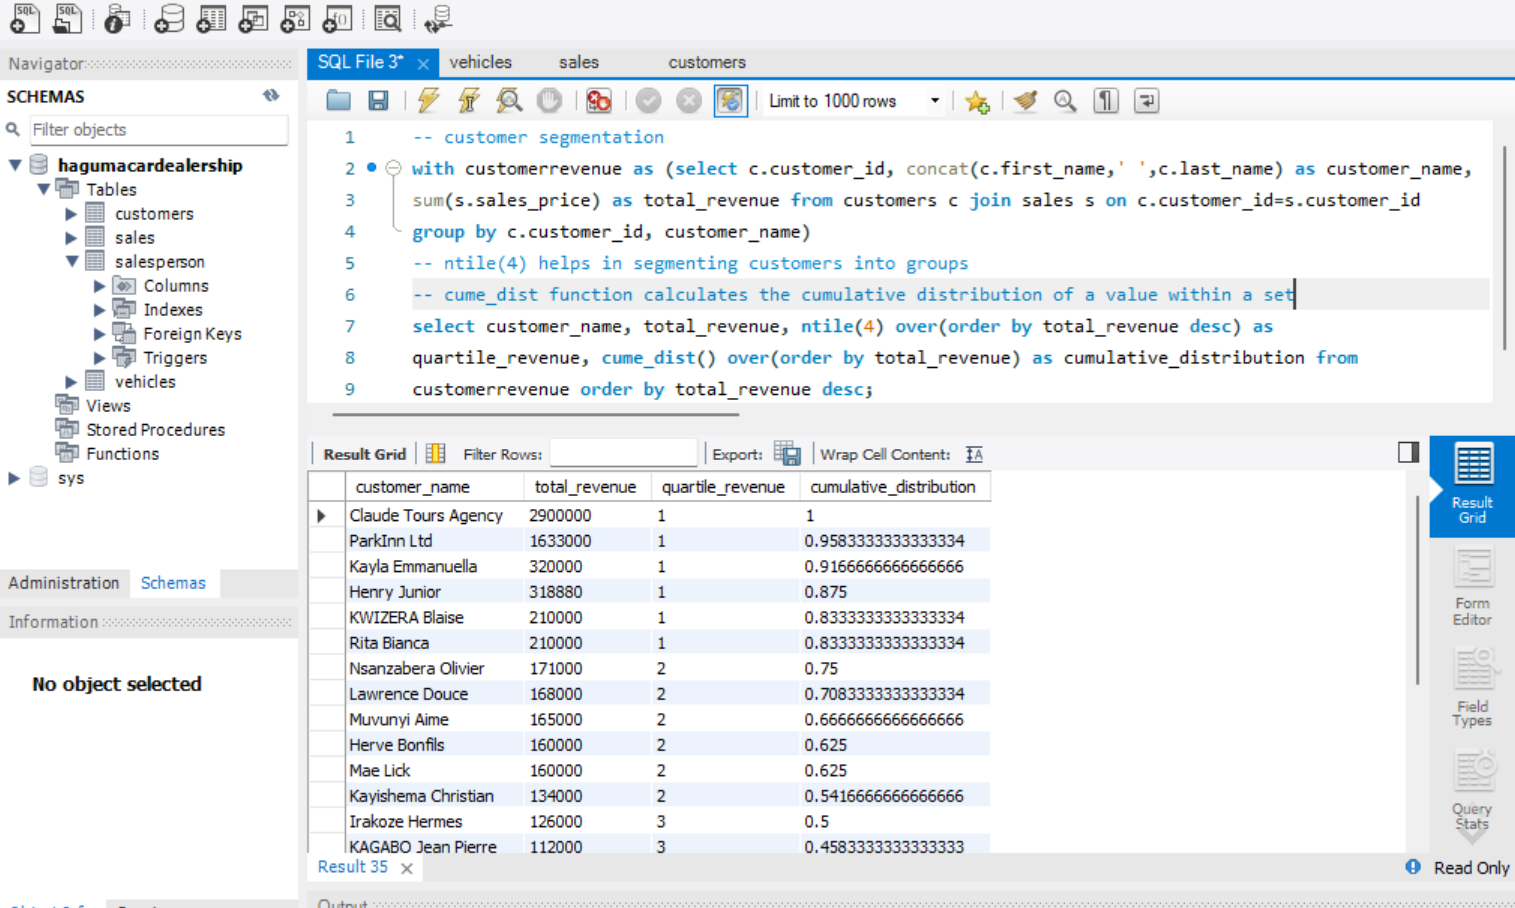 SQL
SQL
Navigator
SCHEMAS
Filter objects
hagumacardealership
Tables
customers
sales
salesperson
Columns
Indexes
Foreign Keys
Triggers
vehicles
Views
Stored Procedures
Functions
sys
Administration Schemas
Information
No object selected
SQL File 3* vehicles sales customers
Limit to 1000 rows
1 -- customer segmentation
2 with customerrevenue as (select c.customer_id, concat(c.first_name,' ',c.last_name) as customer_name,
3 sum(s.sales_price) as total_revenue from customers c join sales s on c.customer_id=s.customer_id
4 group by c.customer_id, customer_name)
5 -- ntile(4) helps in segmenting customers into groups
6 -- cume_dist function calculates the cumulative distribution of a value within a set
7 select customer_name, total_revenue, ntile(4) over(order by total_revenue desc) as
8 quartile_revenue, cume_dist() over(order by total_revenue) as cumulative_distribution from
9 customerrevenue order by total_revenue desc;
Result Grid Filter Rows: Export: Wrap Cell Content:
customer_name total_revenue quartile_revenue cumulative_distribution
Claude Tours Agency 2900000 1 1
ParkInn Ltd 1633000 1 0.9583333333333334
Kayla Emmanuella 320000 1 0.9166666666666666
Henry Junior 318880 1 0.875
KWIZERA Blaise 210000 1 0.8333333333333334
Rita Bianca 210000 1 0.8333333333333334
Nsanzabera Olivier 171000 2 0.75
Lawrence Douce 168000 2 0.7083333333333334
Muvunyi Aime 165000 2 0.6666666666666666
Herve Bonfils 160000 2 0.625
Mae Lick 160000 2 0.625
Kayishema Christian 134000 2 0.5416666666666666
Irakoze Hermes 126000 3 0.5
KAGABO Jean Pierre 112000 3 0.4583333333333333
Result 35
Read Only
Result
Grid
Form
Editor
Field
Types
Query
Stats
Output